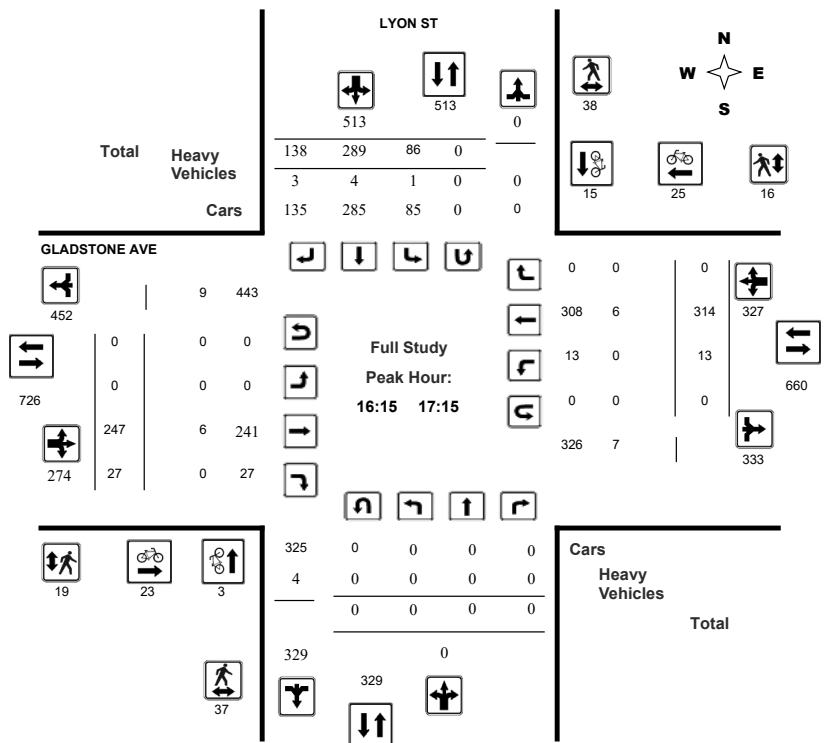 LYON ST
N
W E
S
513
38
513 0
Total Heavy Vehicles
138 289 86 0
3 4 1 0 0
Cars 135 285 85 0 0
15 25 16
GLADSTONE AVE
452
9 443
0 0 0
0 0 0
726
247 6 241
274
27 0 27
Full Study
Peak Hour:
16:15 17:15
0 0 0
308 6 314 327
13 0 13
0 0 0
660
326 7
333
325 0 0 0 0
4 0 0 0 0
0 0 0 0
329 0
329
19 23 3
37
Cars
Heavy
Vehicles
Total